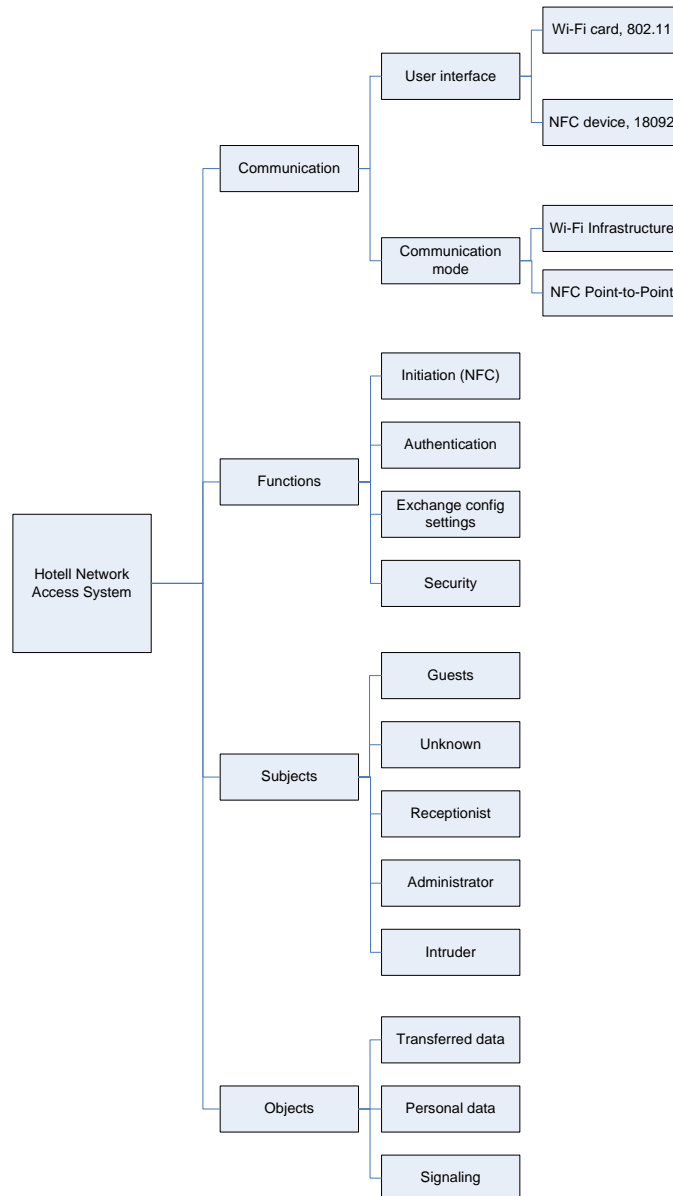 Hotell Network
Access System
Communication
User interface
Wi-Fi card, 802.11
NFC device, 18092
Communication
mode
Wi-Fi Infrastructure
NFC Point-to-Point
Functions
Initiation (NFC)
Authentication
Exchange config
settings
Security
Subjects
Guests
Unknown
Receptionist
Administrator
Intruder
Objects
Transferred data
Personal data
Signaling